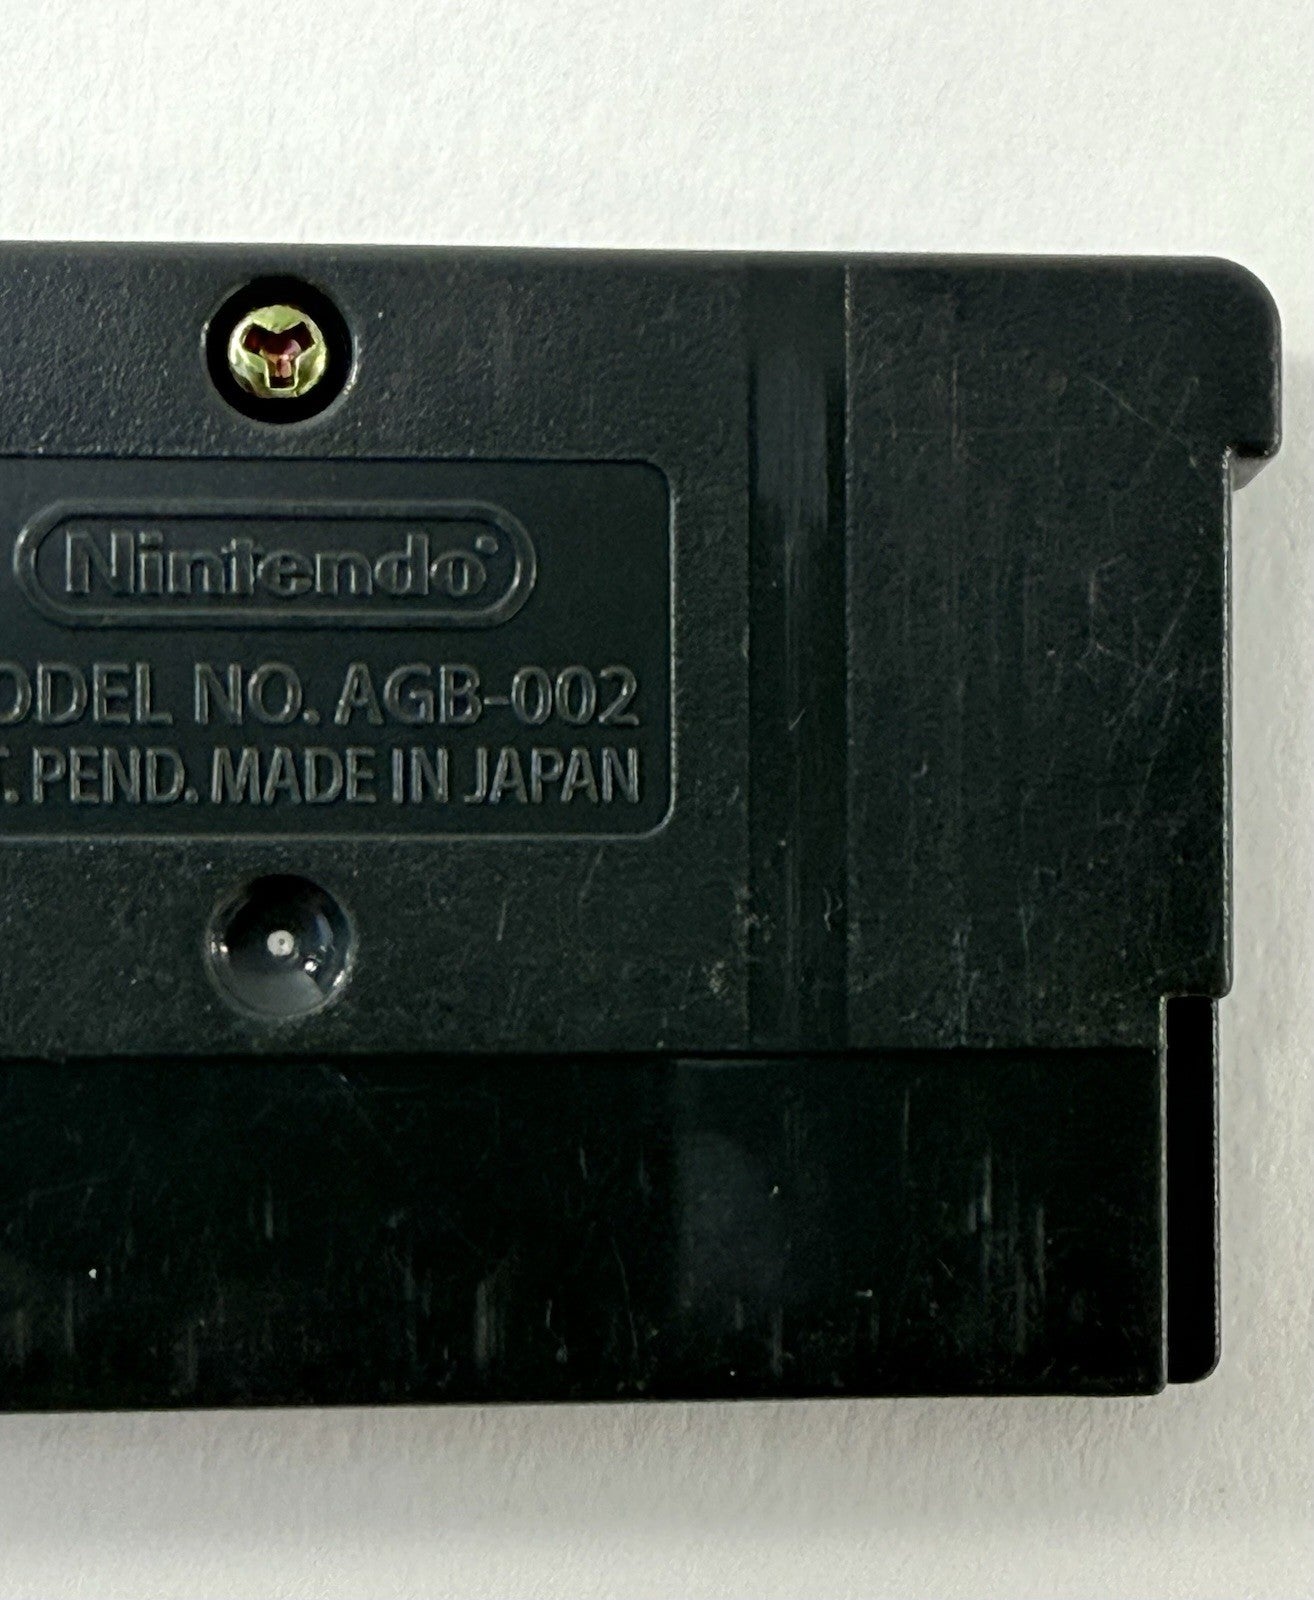 Nintendo
ODEL NO. AGB-002
T. PEND. MADE IN JAPAN